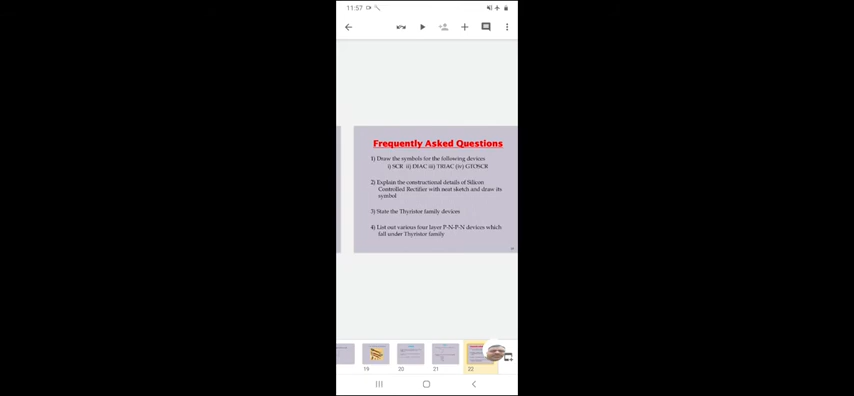 11:57
Frequently Asked Questions
1) Draw the symbols for the following devices
i) SCR ii) DIAC iii) TRIAC (iv) GTOSCR
2) Explain the constructional details of Silicon
Controlled Rectifier with neat sketch and draw its
symbol
3) State the Thyristor family devices
4) List out various four layer P-N-P-N devices which
fall under Thyristor family
19
20
21
22